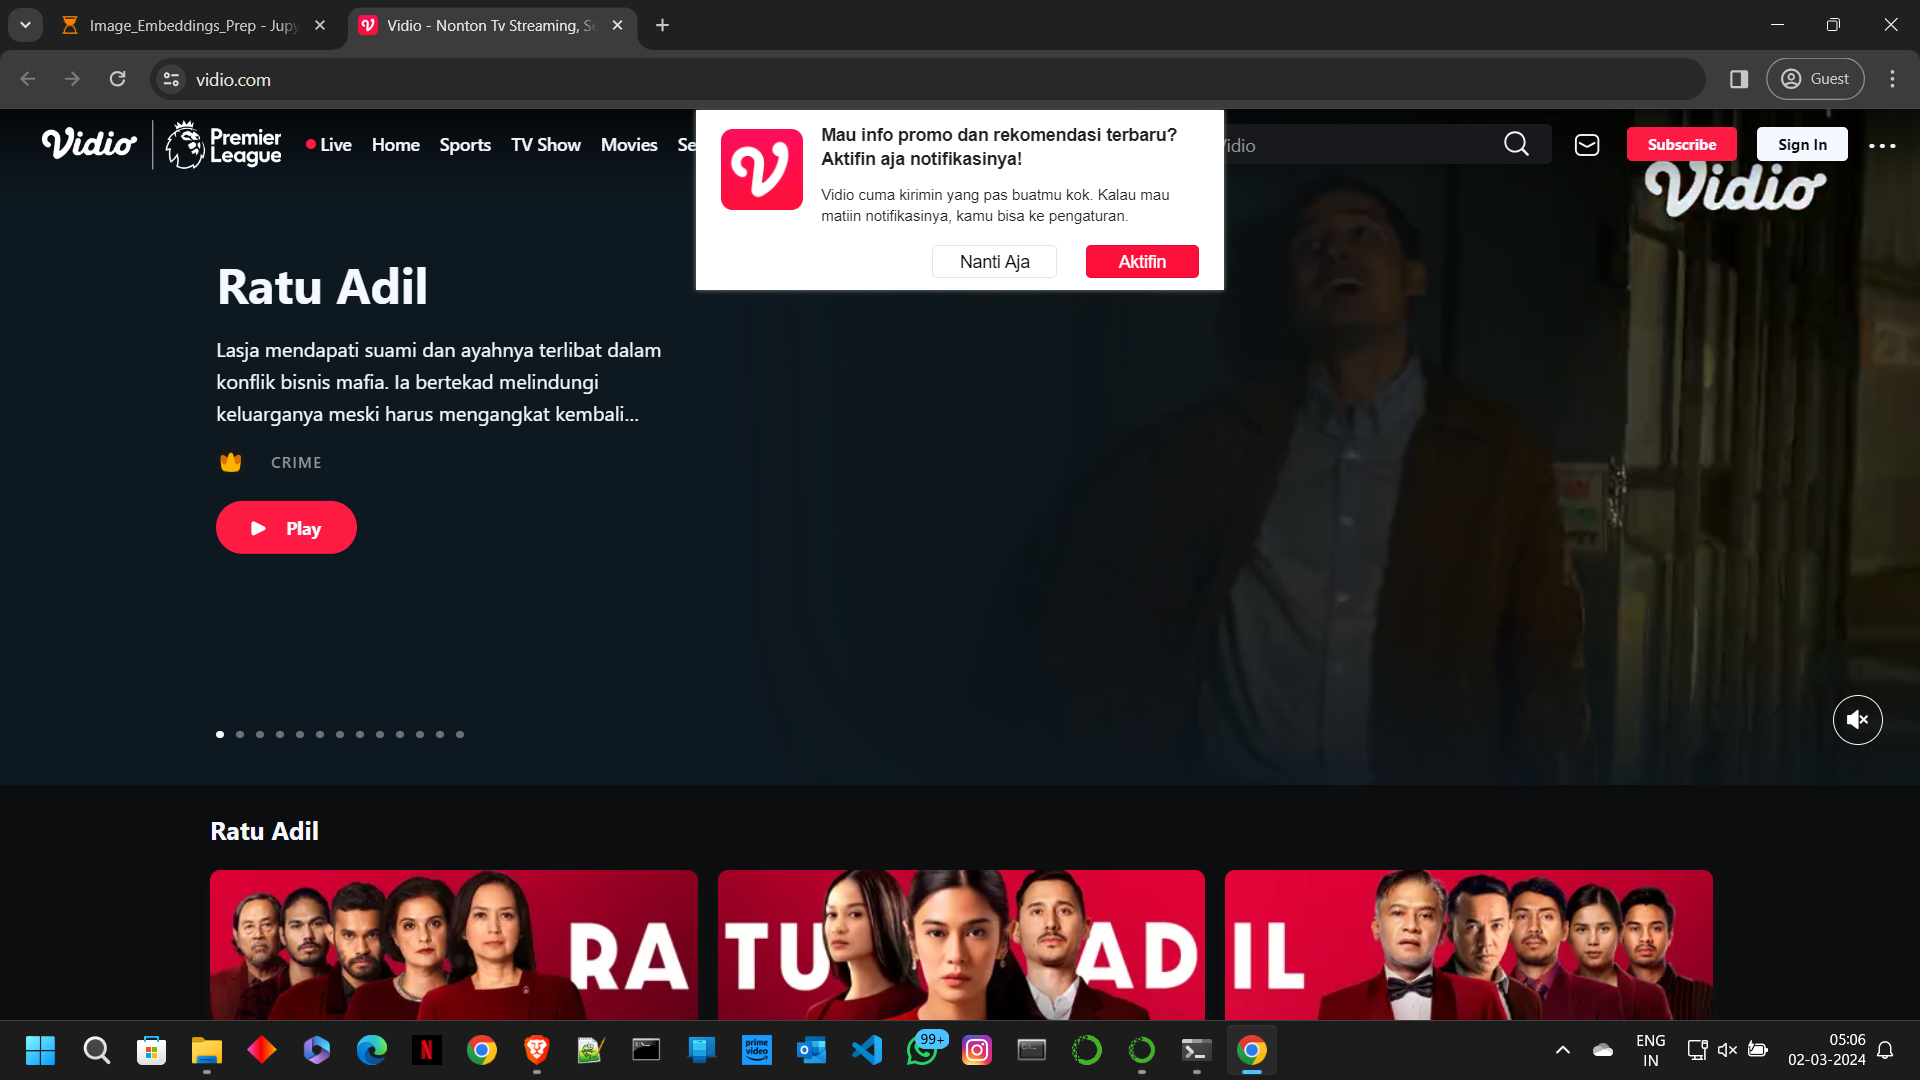 Image_Embeddings_Prep - Jupy
Vidio - Nonton Tv Streaming, Se
vidio.com
Guest
Vidio
Premier League
Live
Home
Sports
TV Show
Movies
Se
Mau info promo dan rekomendasi terbaru?
Aktifin aja notifikasinya!
Vidio cuma kirimin yang pas buatmu kok. Kalau mau
matiin notifikasinya, kamu bisa ke pengaturan.
Nanti Aja
Aktifin
Vidio
Subscribe
Sign In
Vidio
Ratu Adil
Lasja mendapati suami dan ayahnya terlibat dalam
konflik bisnis mafia. Ia bertekad melindungi
keluarganya meski harus mengangkat kembali...
CRIME
Play
Ratu Adil
RA
TU
AD
IL
prime video
99+
ENG
IN
05:06
02-03-2024